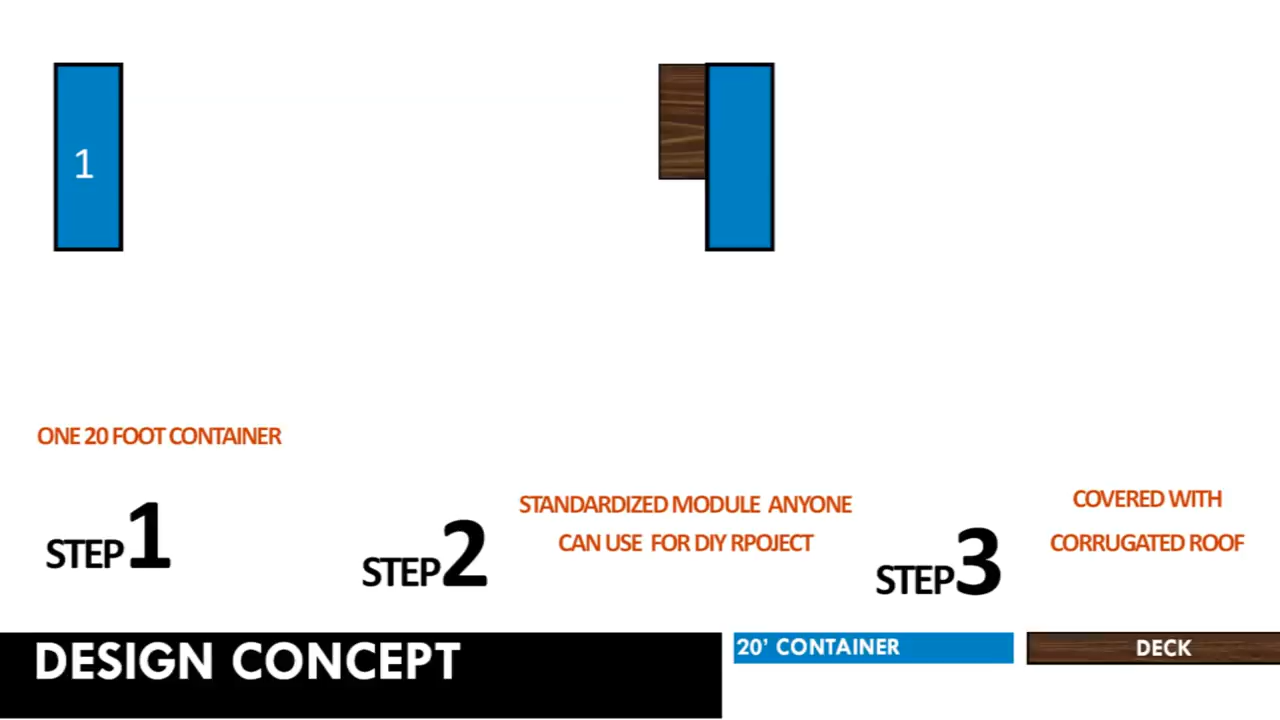 1
ONE 20 FOOT CONTAINER
STEP1
STEP2
STANDARDIZED MODULE ANYONE
CAN USE FOR DIY RPOJECT
STEP3
COVERED WITH
CORRUGATED ROOF
DESIGN CONCEPT
20' CONTAINER
DECK